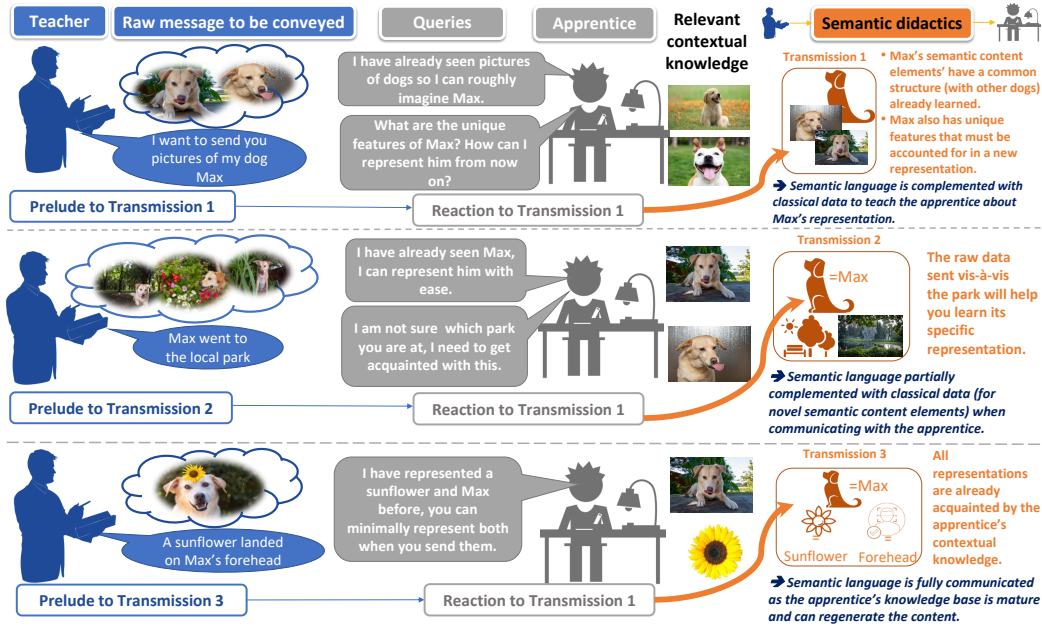 Teacher
Raw message to be conveyed
Queries
Apprentice
Relevant
contextual
knowledge
Semantic didactics
I want to send you
pictures of my dog
Max
Prelude to Transmission 1
I have already seen pictures
of dogs so I can roughly
imagine Max.
What are the unique
features of Max? How can I
represent him from now
on?
Reaction to Transmission 1
Transmission 1
• Max's semantic content
elements' have a common
structure (with other dogs)
already learned.
• Max also has unique
features that must be
accounted for in a new
representation.
➔ Semantic language is complemented with
classical data to teach the apprentice about
Max's representation.
Max went to
the local park
Prelude to Transmission 2
I have already seen Max,
I can represent him with
ease.
I am not sure which park
you are at, I need to get
acquainted with this.
Reaction to Transmission 1
Transmission 2
=Max
The raw data
sent vis-à-vis
the park will help
you learn its
specific
representation.
➔ Semantic language partially
complemented with classical data (for
novel semantic content elements) when
communicating with the apprentice.
A sunflower landed
on Max's forehead
Prelude to Transmission 3
I have represented a
sunflower and Max
before, you can
minimally represent both
when you send them.
Reaction to Transmission 1
Transmission 3
=Max
Sunflower
Forehead
All
representations
are already
acquainted by the
apprentice's
contextual
knowledge.
➔ Semantic language is fully communicated
as the apprentice's knowledge base is mature
and can regenerate the content.